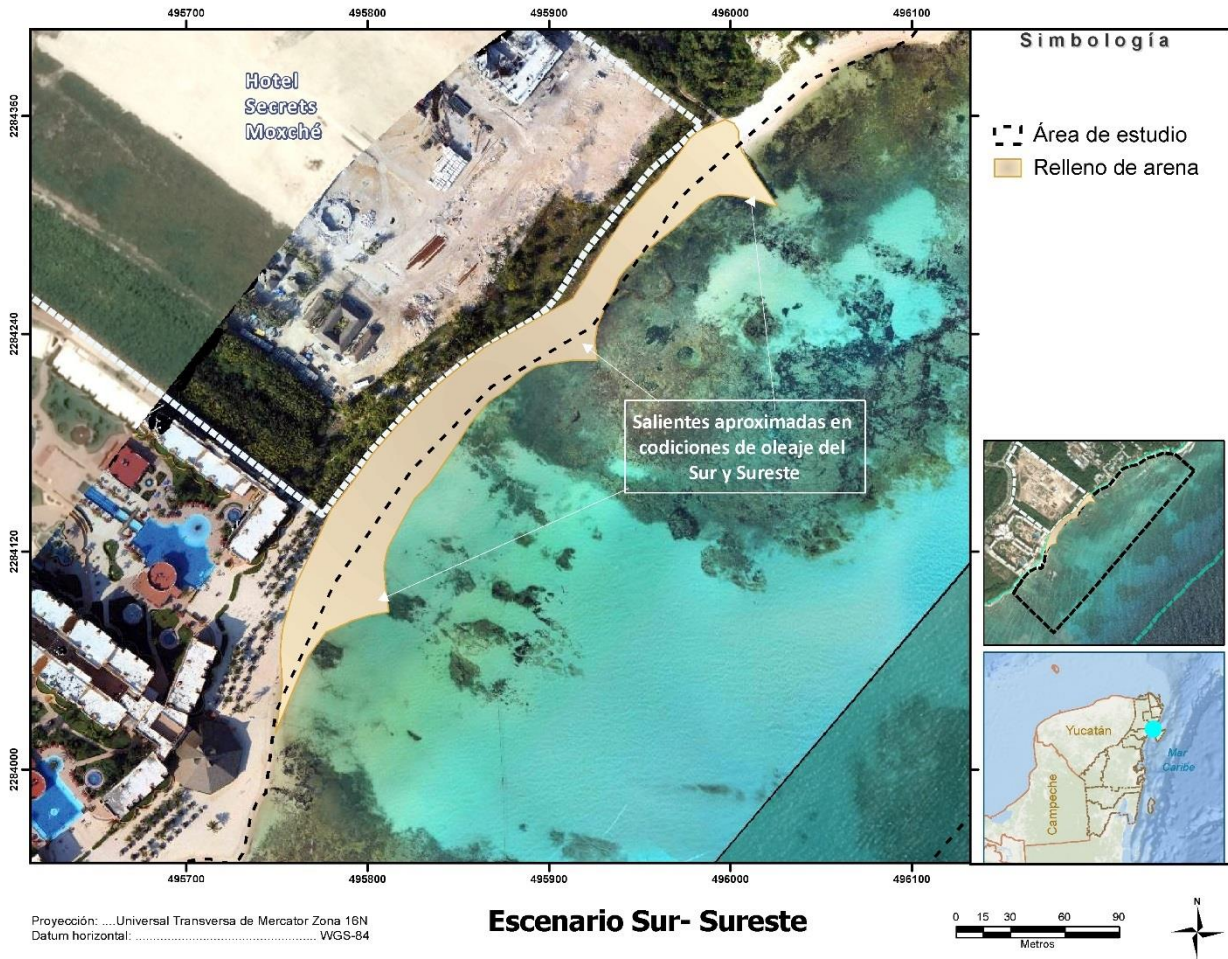 495700
495800
495900
496000
496100
Simbología
Hotel
Secrets
Moxché
Área de estudio
Relleno de arena
2284360
2284240
2284120
2284000
Salientes aproximadas en
codiciones de oleaje del
Sur y Sureste
Yucatán
Mar
Caribe
Campeche
495700
495800
495900
496000
496100
Proyección: ....Universal Transversa de Mercator Zona 16N
Datum horizontal: ...................................................... WGS-84
Escenario Sur- Sureste
0 15 30 60 90
Metros
N